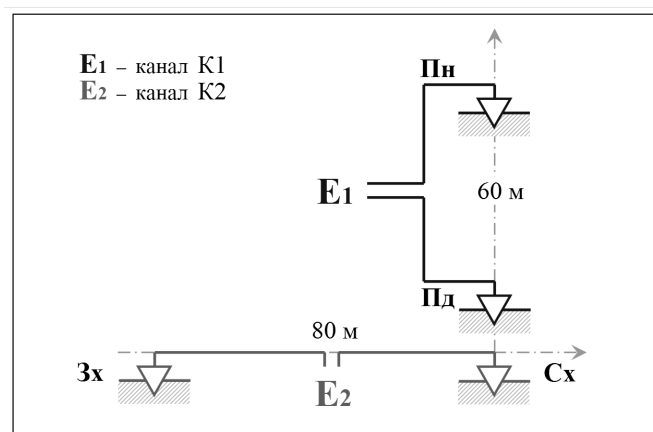 E1 – канал К1
E2 – канал К2
Пн
E1
60 м
Пд
80 м
Зх
Сх
E2